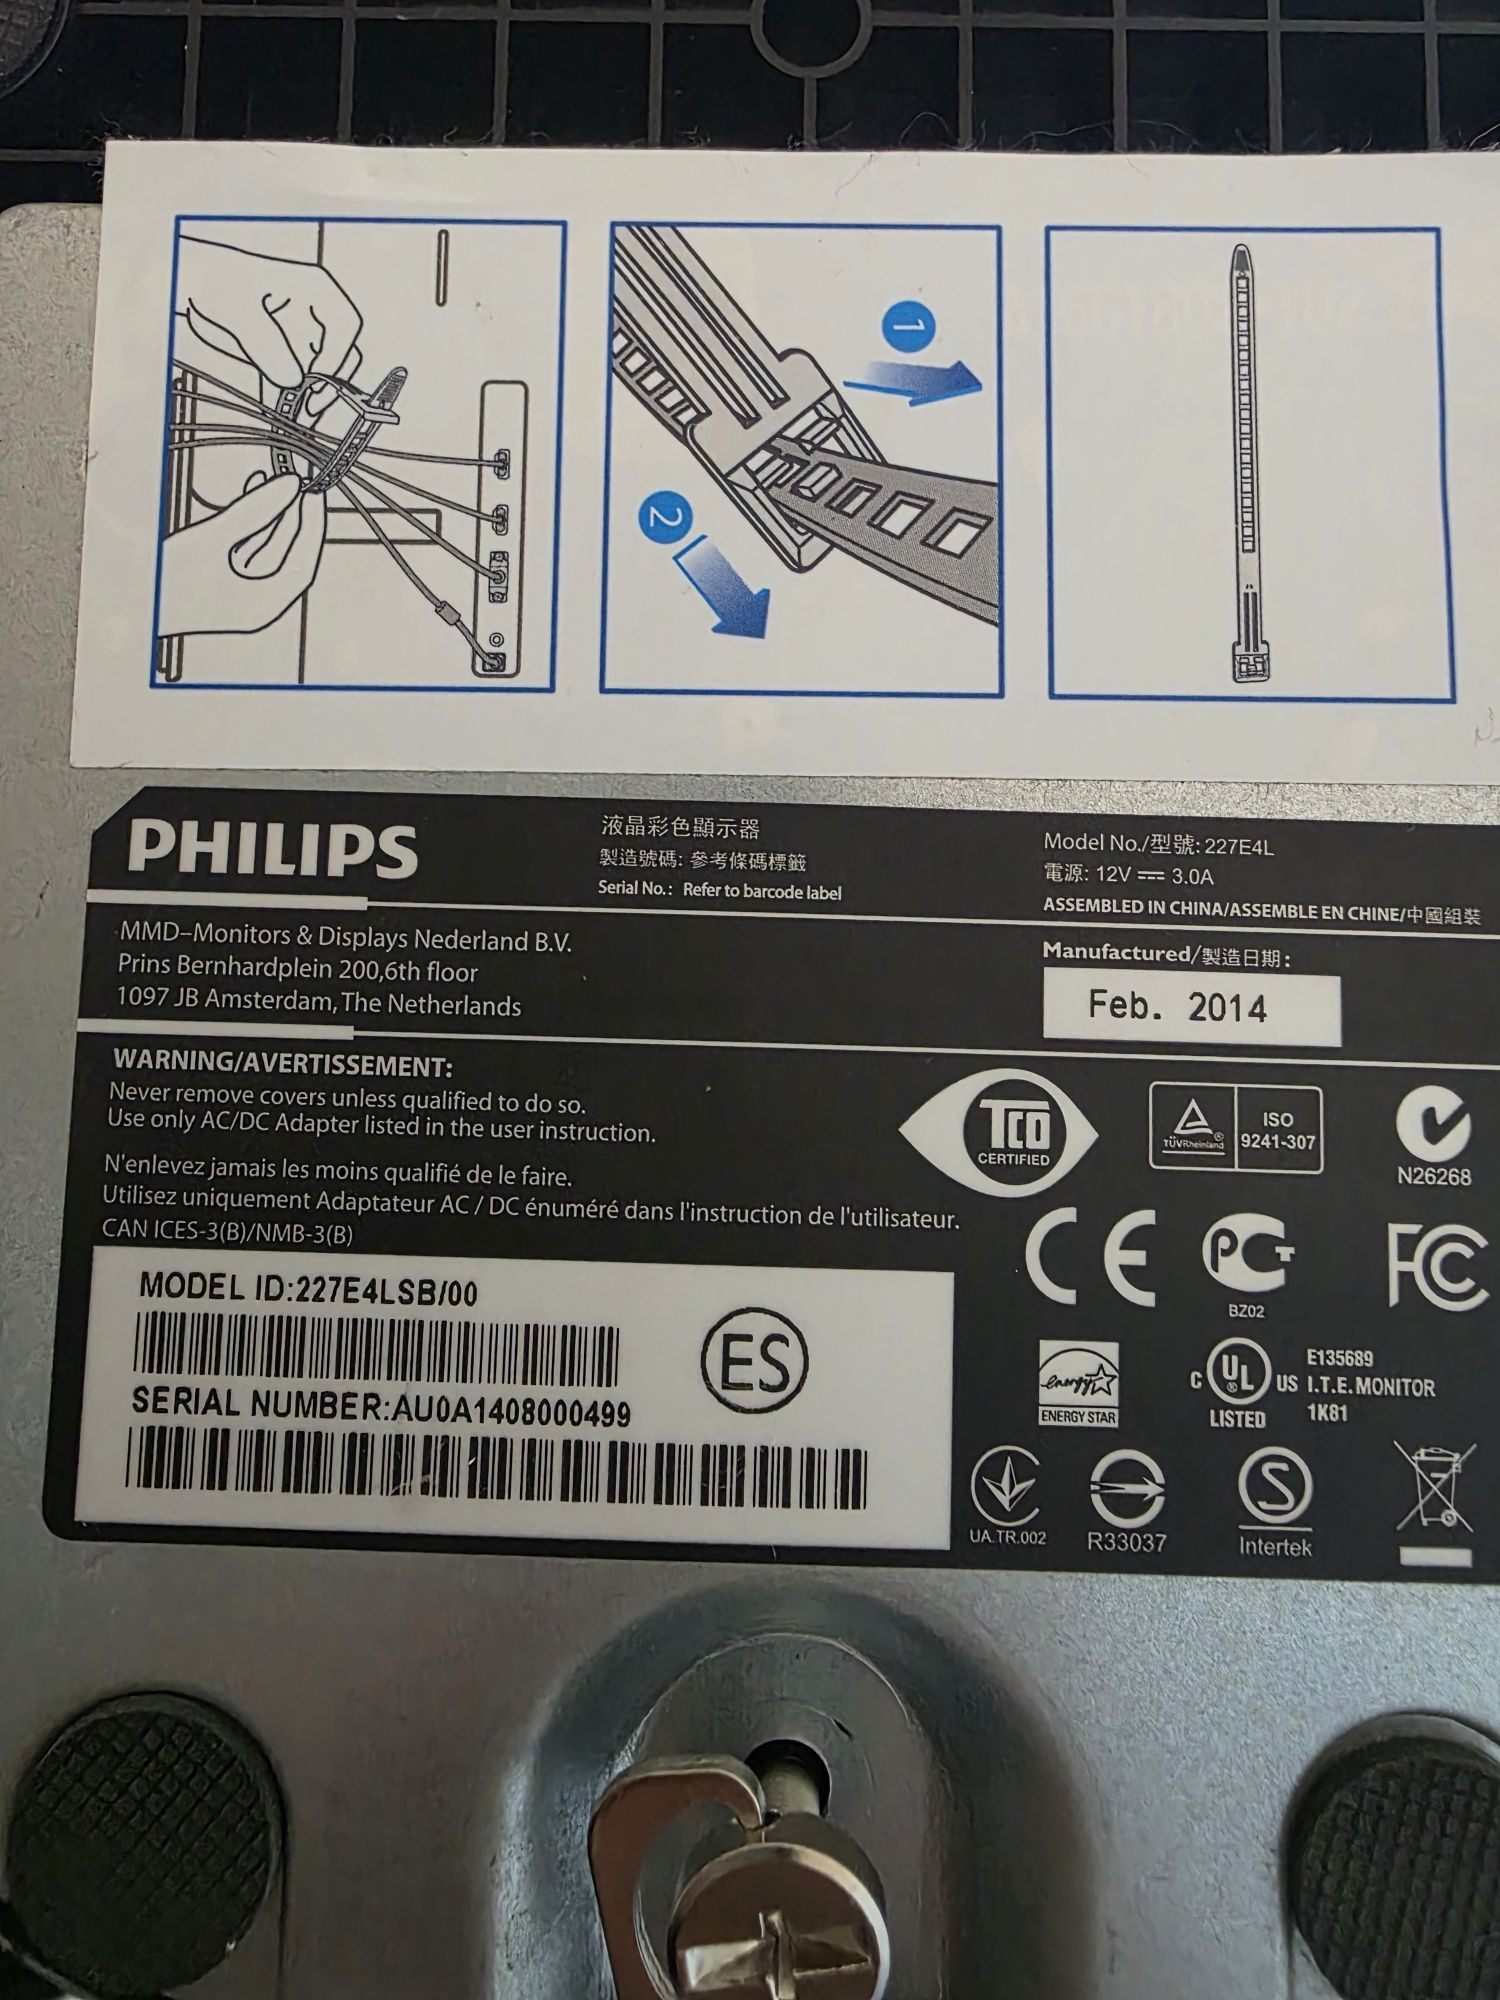 1
2
PHILIPS
液晶彩色顯示器
製造號碼: 參考條碼標籤
Serial No.: Refer to barcode label
Model No./型號: 227E4L
電源: 12V ⎓ 3.0A
ASSEMBLED IN CHINA/ASSEMBLE EN CHINE/中國組裝
MMD-Monitors & Displays Nederland B.V.
Prins Bernhardplein 200,6th floor
1097 JB Amsterdam, The Netherlands
Manufactured/製造日期:
Feb. 2014
WARNING/AVERTISSEMENT:
Never remove covers unless qualified to do so.
Use only AC/DC Adapter listed in the user instruction.
N'enlevez jamais les moins qualifié de le faire.
Utilisez uniquement Adaptateur AC / DC énuméré dans l'instruction de l'utilisateur.
CAN ICES-3(B)/NMB-3(B)
TCO
CERTIFIED
TÜVRheinland®
ISO
9241-307
N26268
CE
PCT
BZ02
FC
MODEL ID:227E4LSB/00
ES
SERIAL NUMBER:AU0A1408000499
energy
ENERGY STAR
C UL® US
LISTED
E135689
I.T.E. MONITOR
1K81
UA.TR.002
R33037
S
Intertek